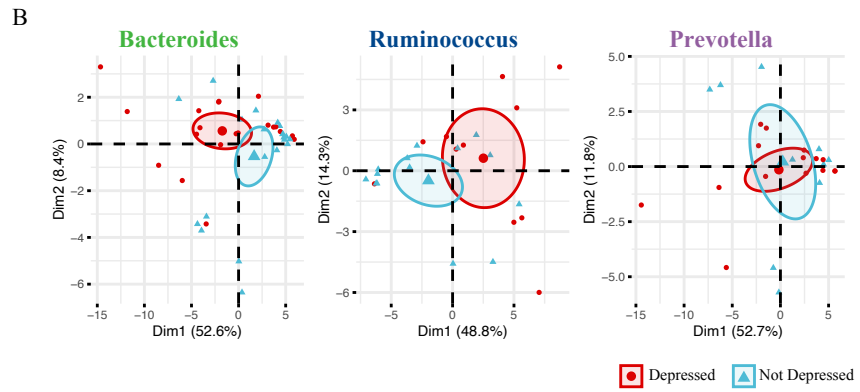 B
Bacteroides
Ruminococcus
Prevotella
2
0
−2
−4
−6
Dim2 (8.4%)
−15
−10
−5
0
5
Dim1 (52.6%)
3
0
−3
−6
Dim2 (14.3%)
−5
0
5
Dim1 (48.8%)
5.0
2.5
0.0
−2.5
−5.0
Dim2 (11.8%)
−15
−10
−5
0
5
Dim1 (52.7%)
Depressed
Not Depressed